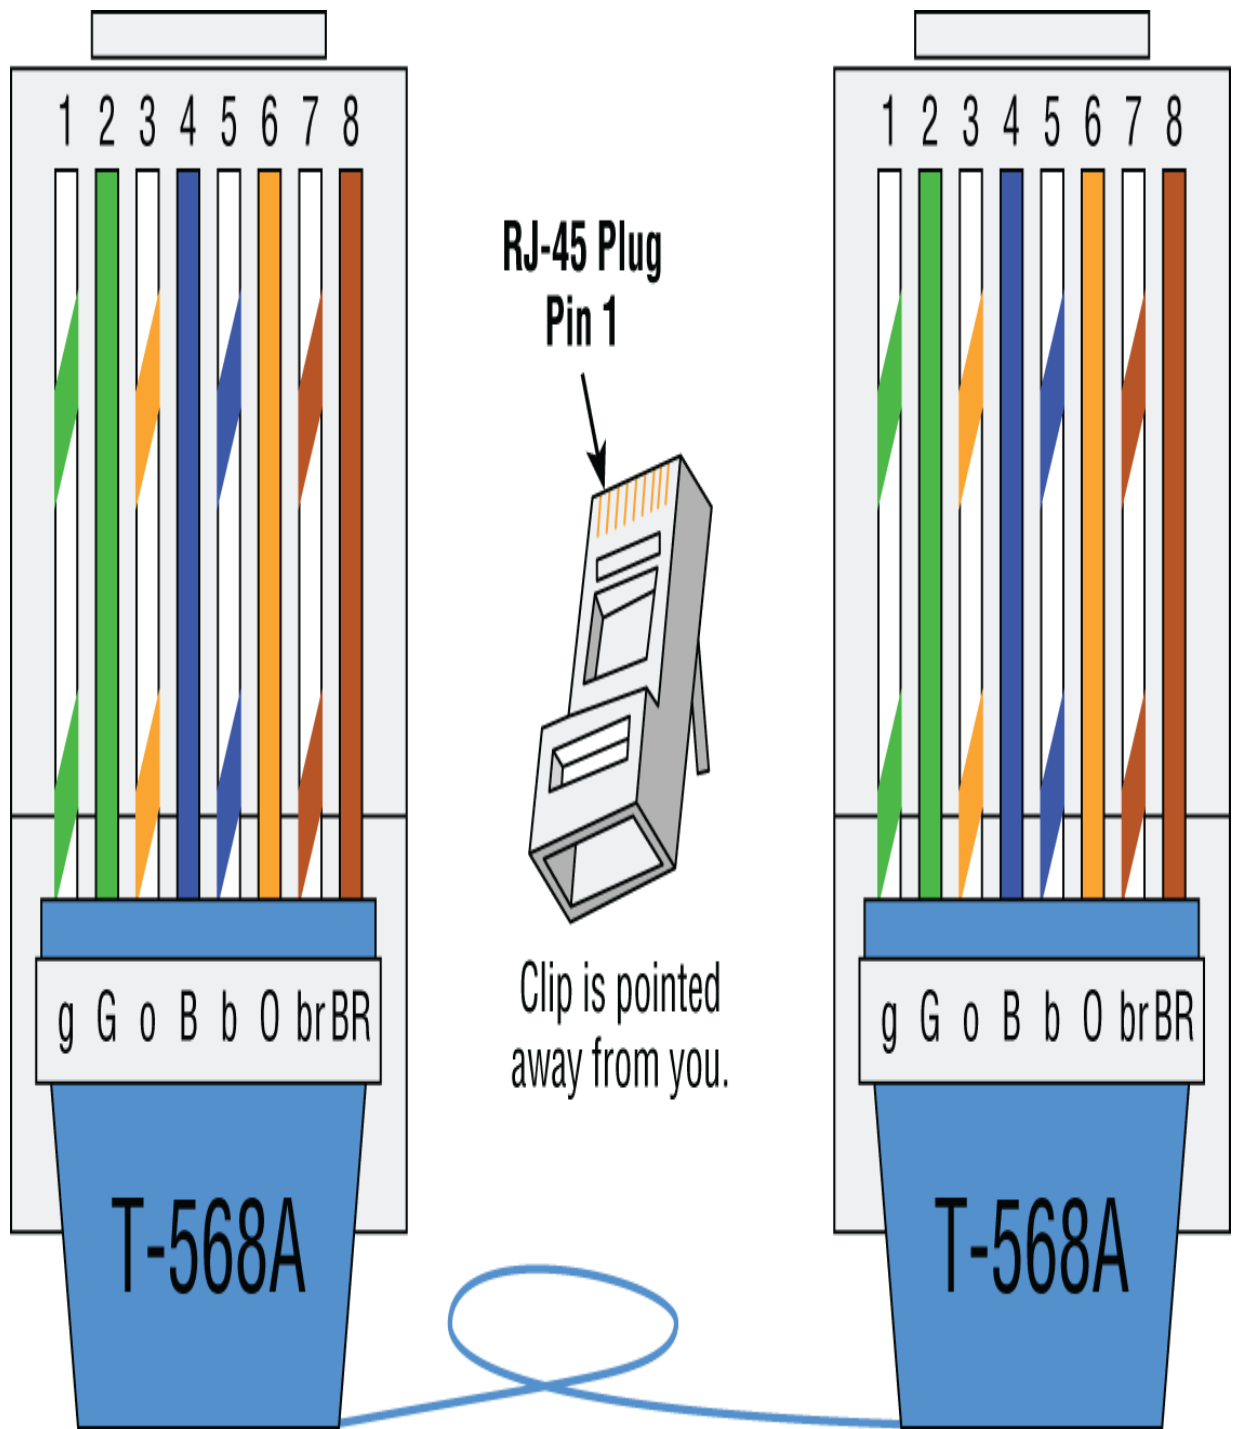 1 2 3 4 5 6 7 8
1 2 3 4 5 6 7 8
RJ-45 Plug
Pin 1
Clip is pointed
away from you.
g G o B b O br BR
g G o B b O br BR
T-568A
T-568A